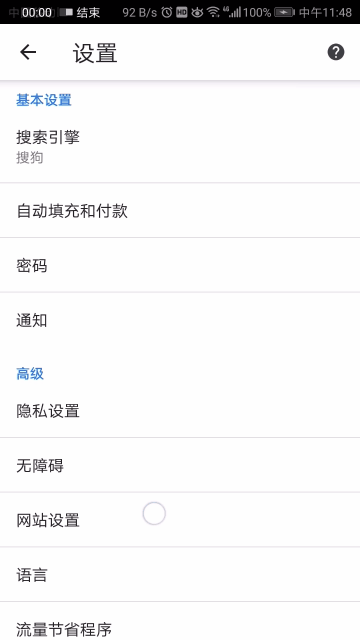 00:00 结束 92 B/s HD 100% 中午11:48
设置
基本设置
搜索引擎
搜狗
自动填充和付款
密码
通知
高级
隐私设置
无障碍
网站设置
语言
流量节省程序